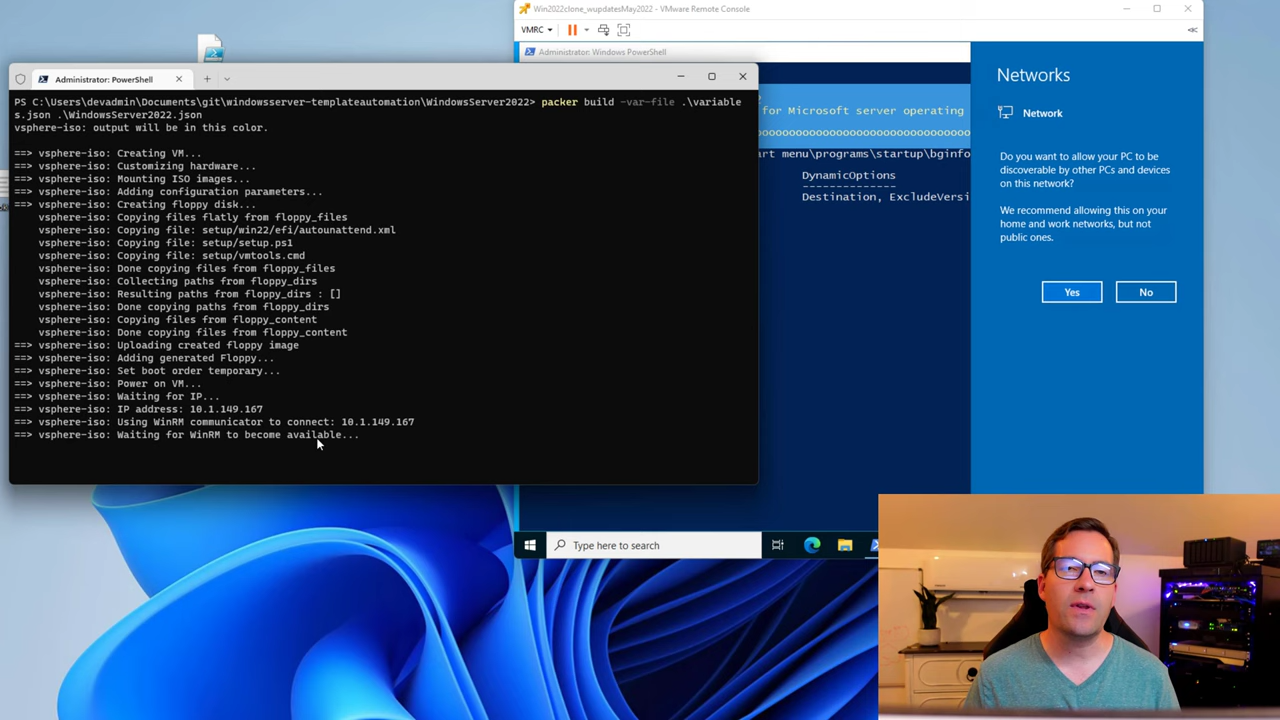 Win2022clone_wupdatesMay2022 - VMware Remote Console
VMRC
Administrator: Windows PowerShell
Administrator: PowerShell
PS C:\Users\devadmin\Documents\git\windowsserver-templateautomation\WindowsServer2022> packer build -var-file .\variable
s.json .\WindowsServer2022.json
vsphere-iso: output will be in this color.
==> vsphere-iso: Creating VM...
==> vsphere-iso: Customizing hardware...
==> vsphere-iso: Mounting ISO images...
==> vsphere-iso: Adding configuration parameters...
==> vsphere-iso: Creating floppy disk...
vsphere-iso: Copying files flatly from floppy_files
vsphere-iso: Copying file: setup/win22/efi/autounattend.xml
vsphere-iso: Copying file: setup/setup.ps1
vsphere-iso: Copying file: setup/vmtools.cmd
vsphere-iso: Done copying files from floppy_files
vsphere-iso: Collecting paths from floppy_dirs
vsphere-iso: Resulting paths from floppy_dirs : []
vsphere-iso: Done copying paths from floppy_dirs
vsphere-iso: Copying files from floppy_content
vsphere-iso: Done copying files from floppy_content
==> vsphere-iso: Uploading created floppy image
==> vsphere-iso: Adding generated Floppy...
==> vsphere-iso: Set boot order temporary...
==> vsphere-iso: Power on VM...
==> vsphere-iso: Waiting for IP...
==> vsphere-iso: IP address: 10.1.149.167
==> vsphere-iso: Using WinRM communicator to connect: 10.1.149.167
==> vsphere-iso: Waiting for WinRM to become available...
for Microsoft server operating
oooooooooooooooooooooooooooooo
art menu\programs\startup\bginfo
DynamicOptions
--------------
Destination, ExcludeVersi
Networks
Network
Do you want to allow your PC to be
discoverable by other PCs and devices
on this network?
We recommend allowing this on your
home and work networks, but not
public ones.
Yes
No
Type here to search